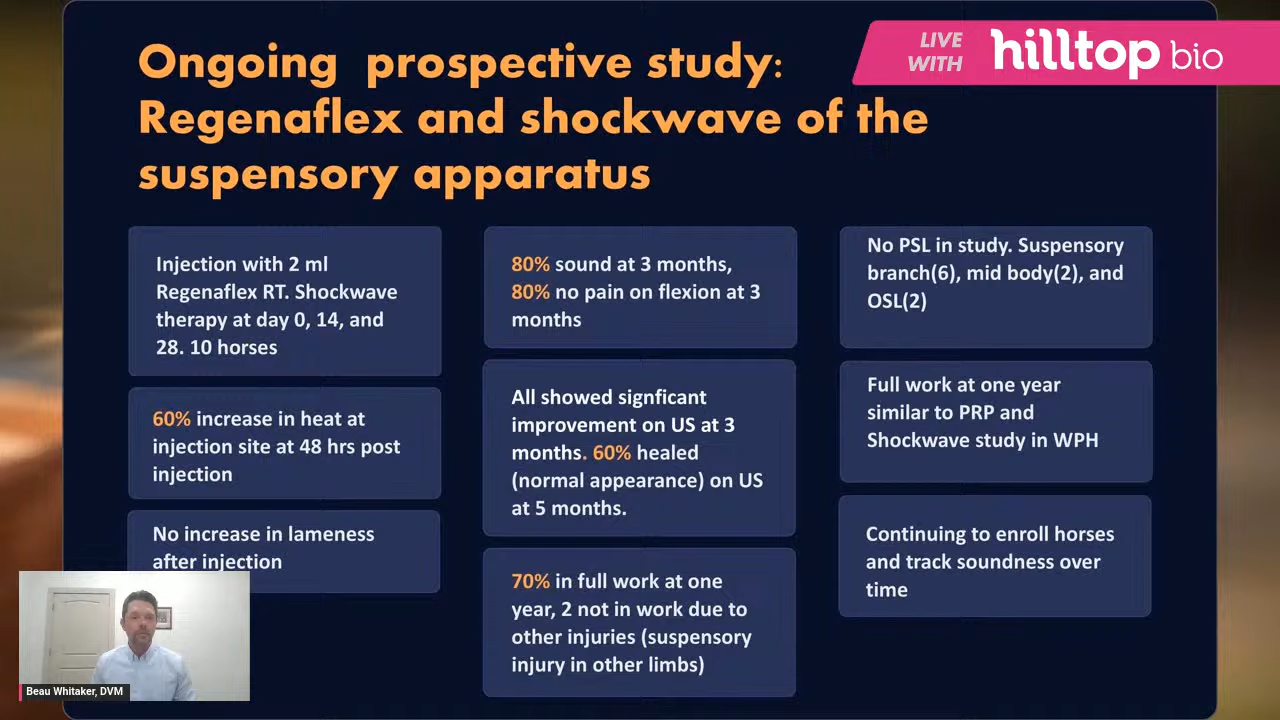 Ongoing prospective study:
Regenaflex and shockwave of the
suspensory apparatus
LIVE
WITH
hilltop bio
Injection with 2 ml
Regenaflex RT. Shockwave
therapy at day 0, 14, and
28. 10 horses
60% increase in heat at
injection site at 48 hrs post
injection
No increase in lameness
after injection
80% sound at 3 months,
80% no pain on flexion at 3
months
All showed signficant
improvement on US at 3
months. 60% healed
(normal appearance) on US
at 5 months.
70% in full work at one
year, 2 not in work due to
other injuries (suspensory
injury in other limbs)
No PSL in study. Suspensory
branch(6), mid body(2), and
OSL(2)
Full work at one year
similar to PRP and
Shockwave study in WPH
Continuing to enroll horses
and track soundness over
time
Beau Whitaker, DVM